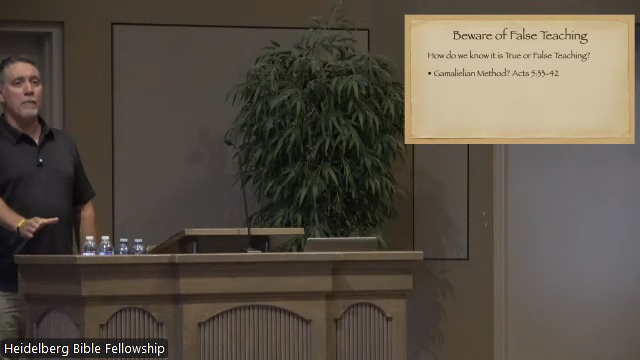 Beware of False Teaching
How do we know it is True or False Teaching?
• Gamalielian Method? Acts 5:33-42
Heidelberg Bible Fellowship